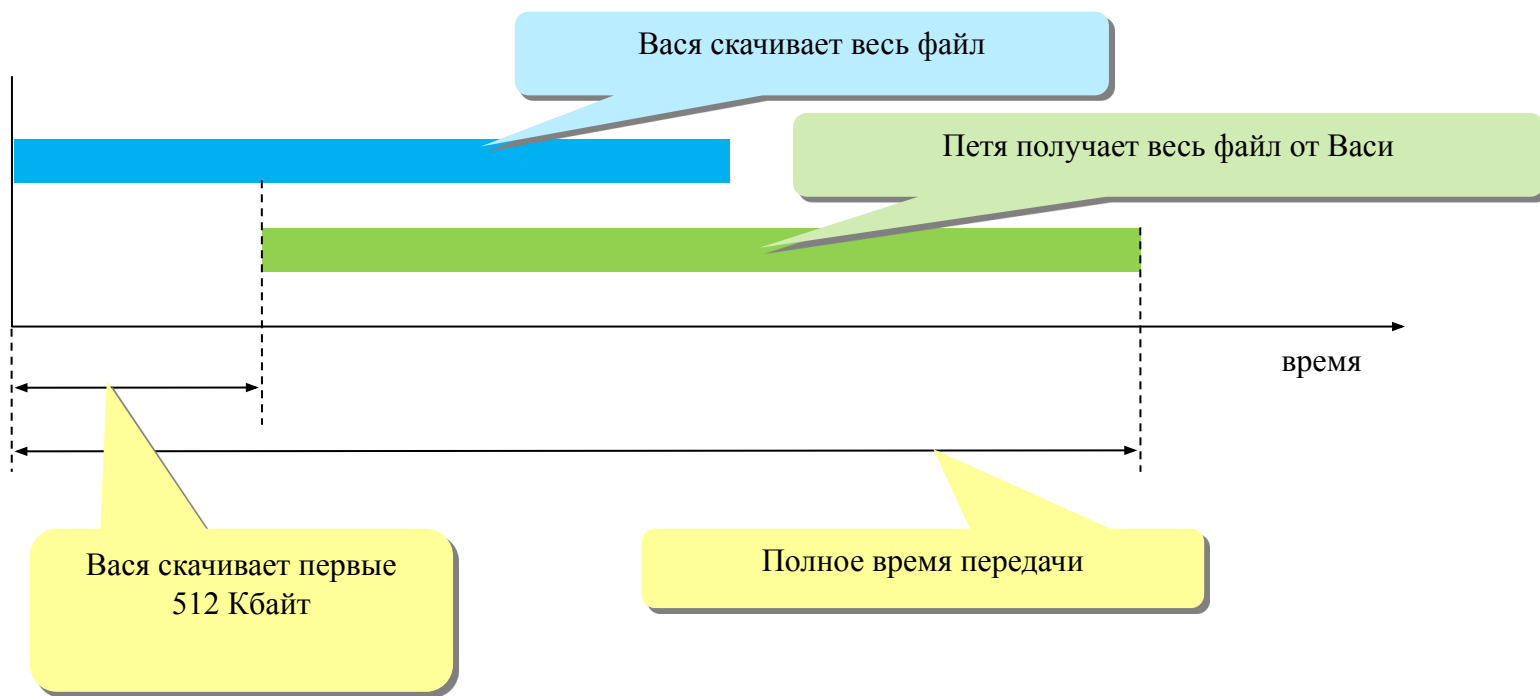 Вася скачивает весь файл
Петя получает весь файл от Васи
время
Вася скачивает первые
512 Кбайт
Полное время передачи